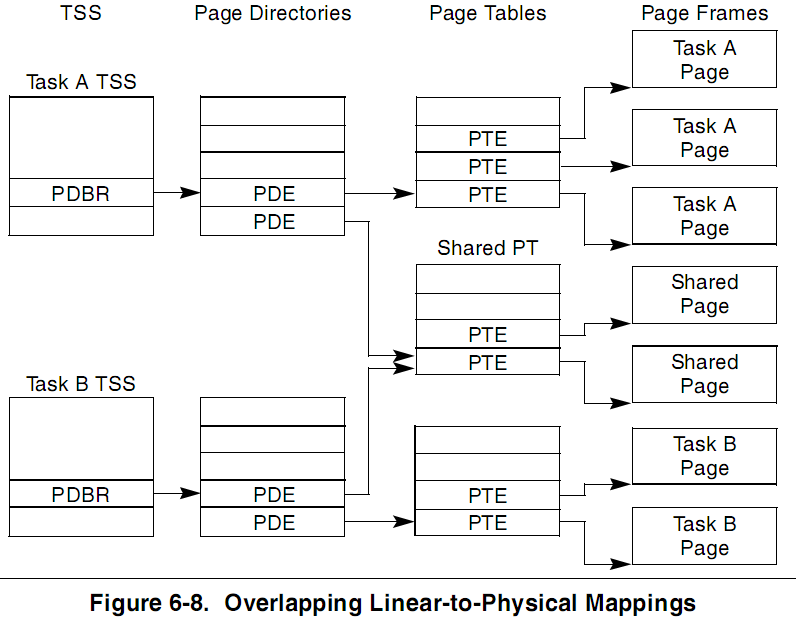 TSS
Page Directories
Page Tables
Page Frames
Task A TSS
PDBR
PDE
PDE
PTE
PTE
PTE
Task A
Page
Task A
Page
Task A
Page
Shared PT
PTE
PTE
Shared
Page
Shared
Page
Task B TSS
PDBR
PDE
PDE
PTE
PTE
Task B
Page
Task B
Page
Figure 6-8. Overlapping Linear-to-Physical Mappings